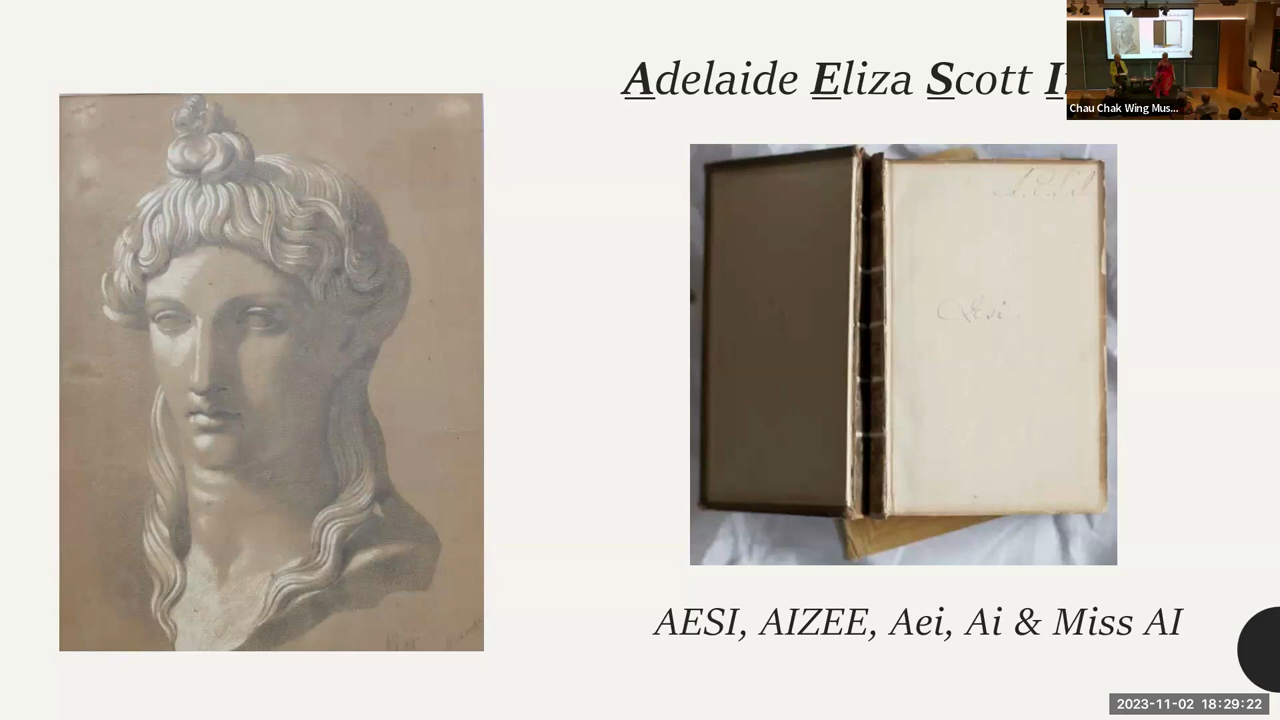 Adelaide Eliza Scott
Chau Chak Wing Mus...
Aesi
AESI, AIZEE, Aei, Ai & Miss AI
2023-11-02 18:29:22